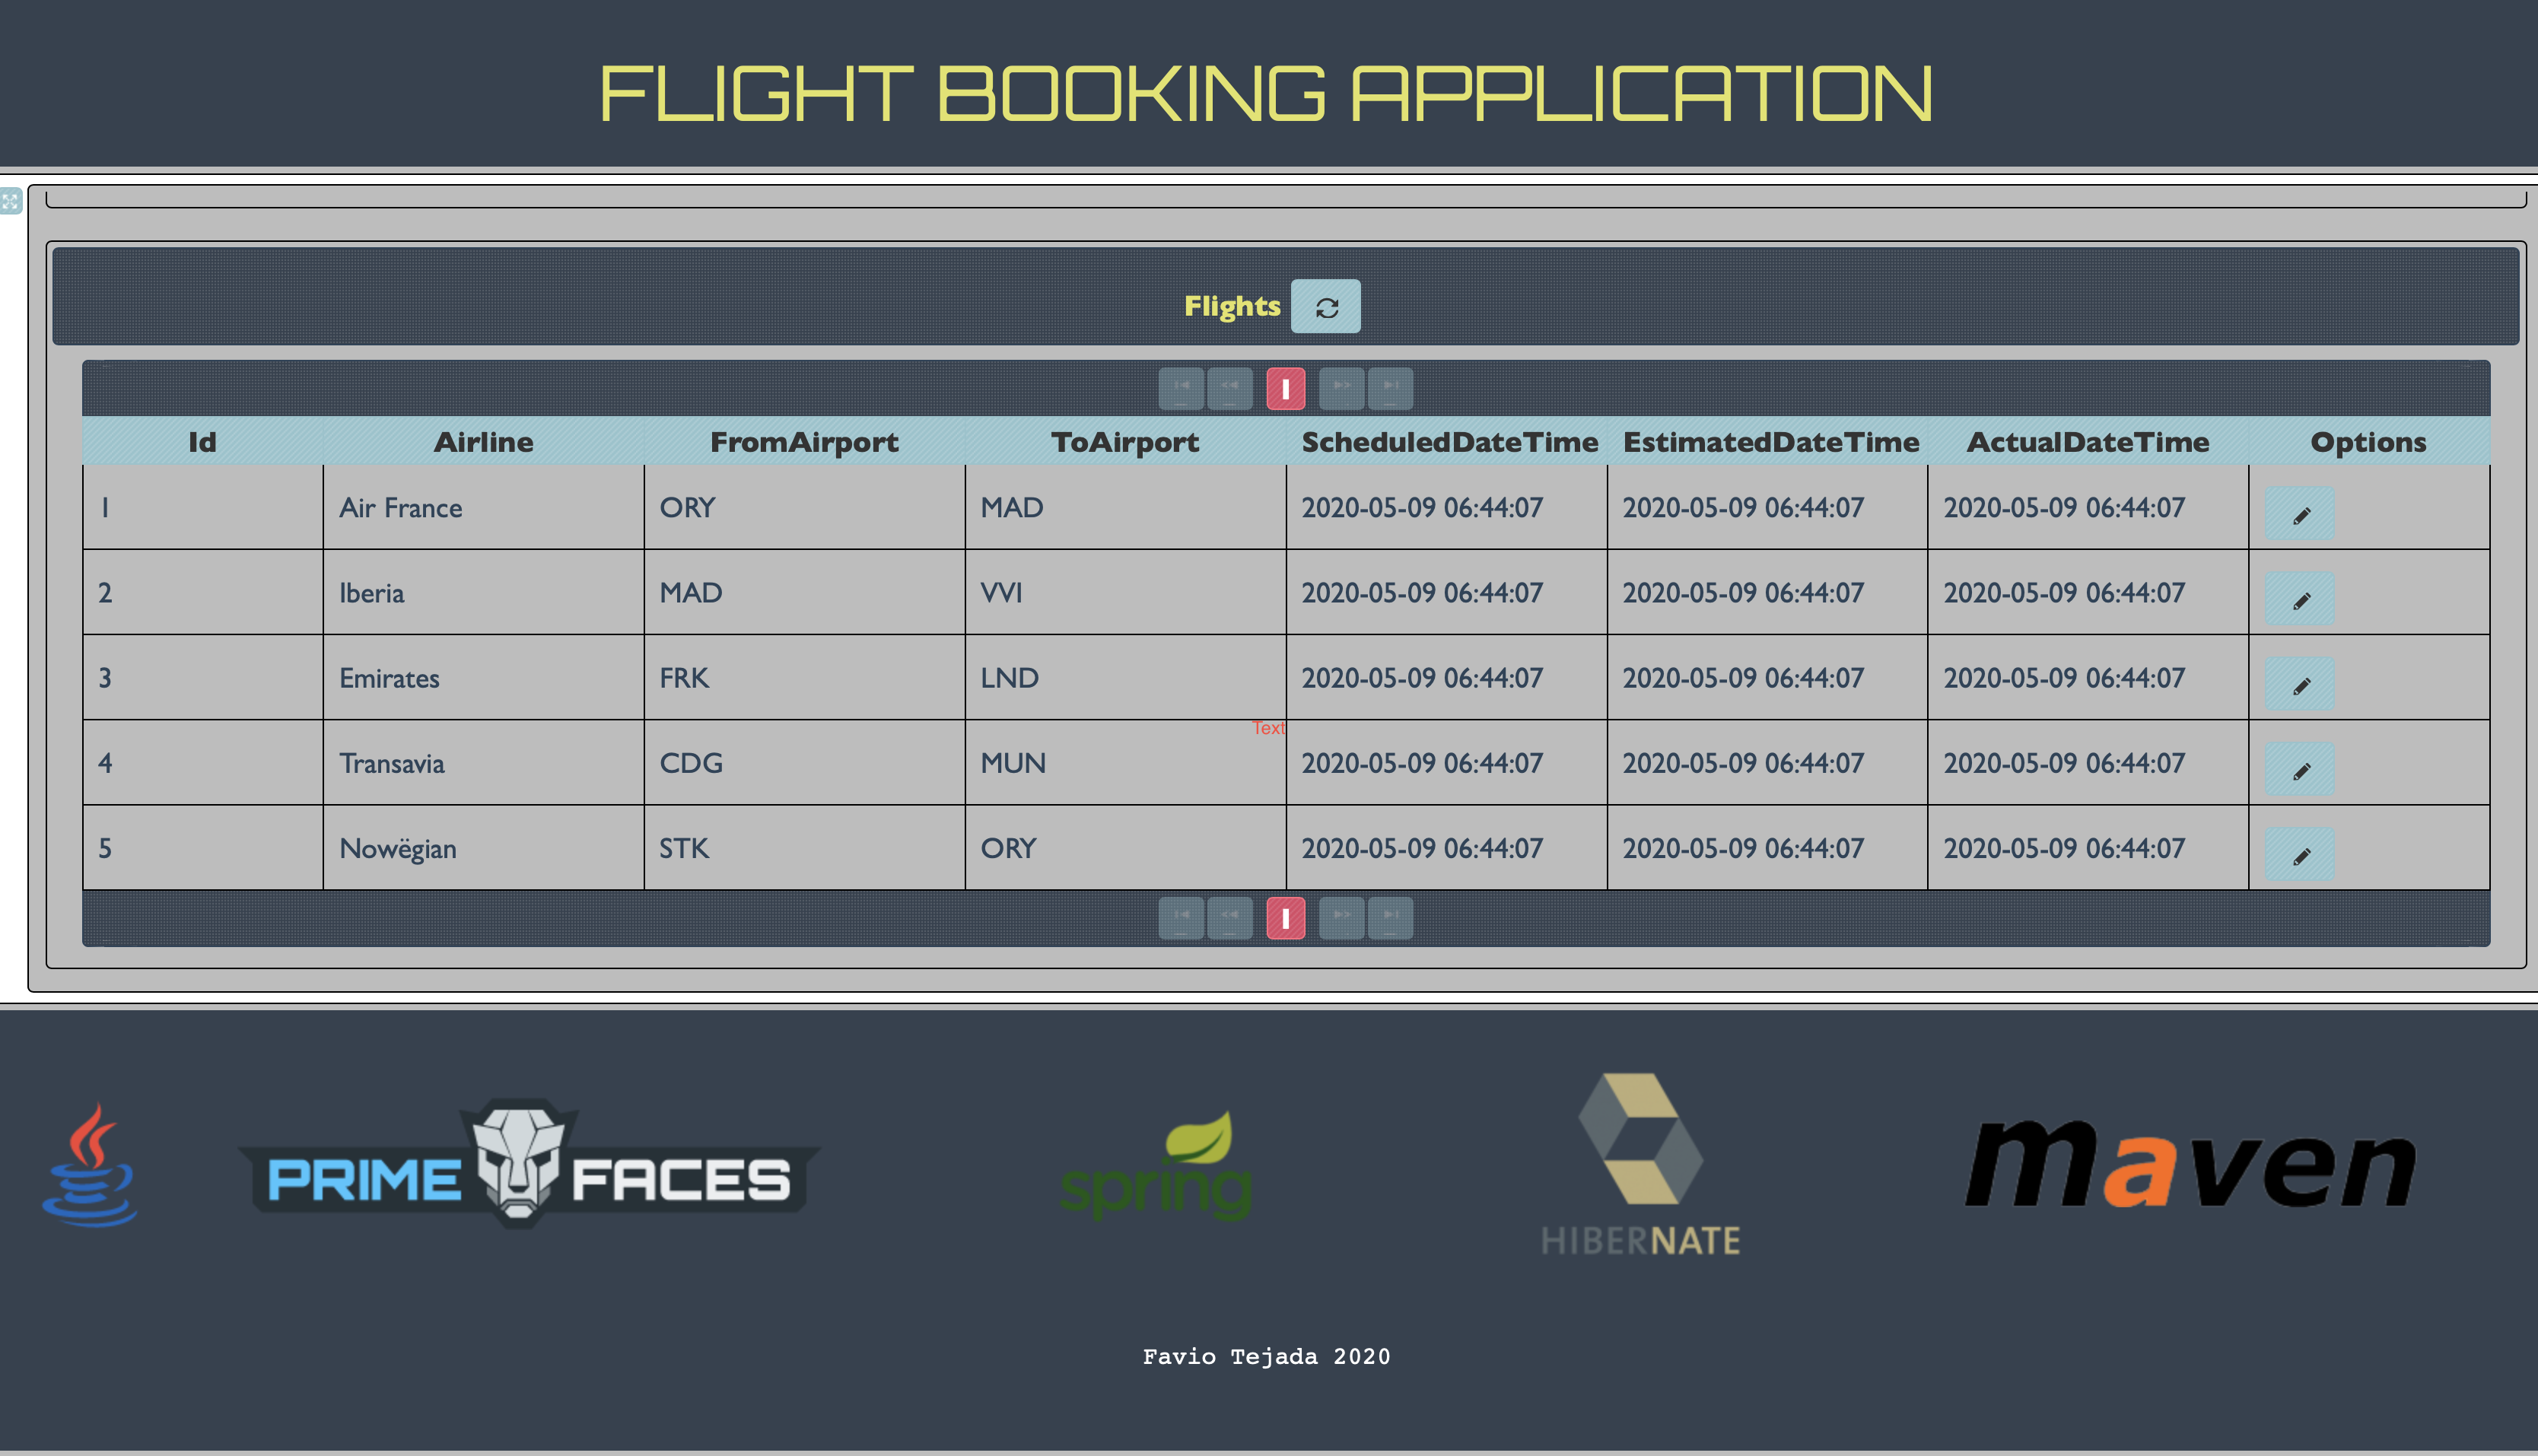 FLIGHT BOOKING APPLICATION
Flights
1
Id Airline FromAirport ToAirport ScheduledDateTime EstimatedDateTime ActualDateTime Options
1 Air France ORY MAD 2020-05-09 06:44:07 2020-05-09 06:44:07 2020-05-09 06:44:07
2 Iberia MAD VVI 2020-05-09 06:44:07 2020-05-09 06:44:07 2020-05-09 06:44:07
3 Emirates FRK LND 2020-05-09 06:44:07 2020-05-09 06:44:07 2020-05-09 06:44:07
Text
4 Transavia CDG MUN 2020-05-09 06:44:07 2020-05-09 06:44:07 2020-05-09 06:44:07
5 Nowëgian STK ORY 2020-05-09 06:44:07 2020-05-09 06:44:07 2020-05-09 06:44:07
1
PRIME FACES spring HIBERNATE maven
Favio Tejada 2020